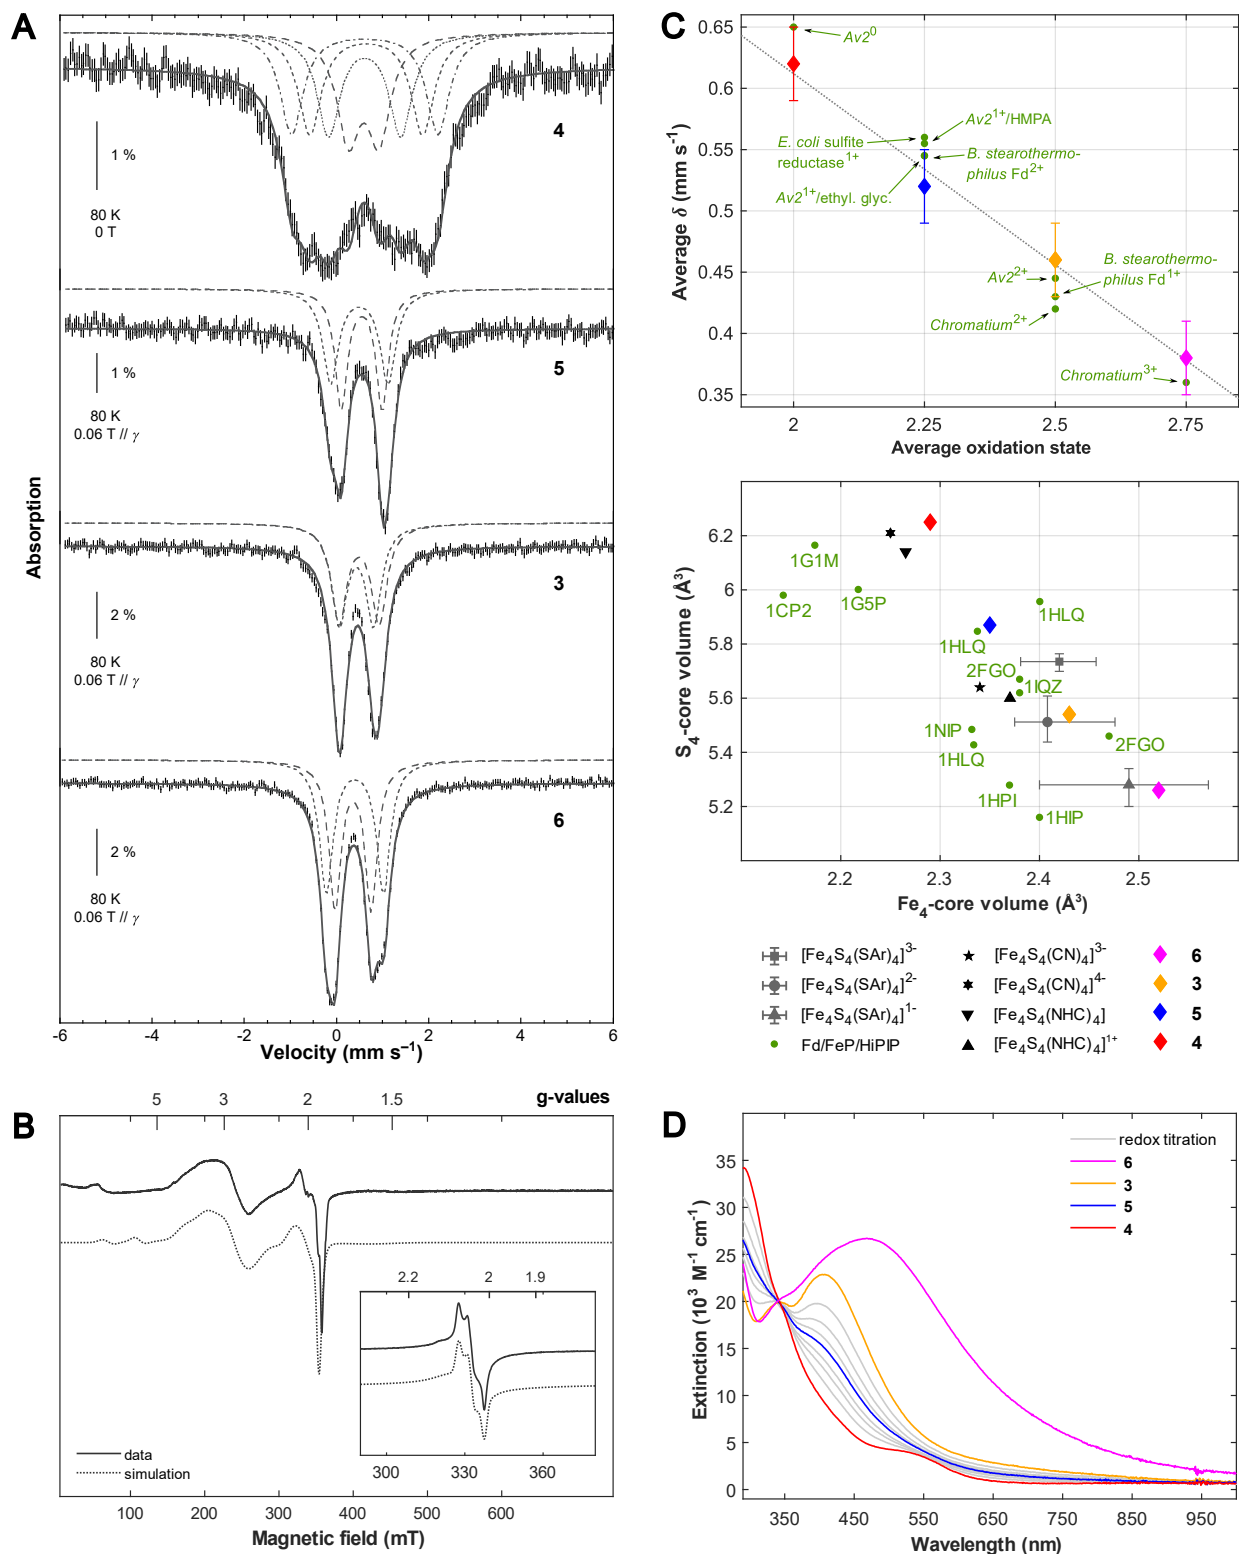 A
4
1 %
80 K
0 T
5
1 %
80 K
0.06 T // γ
3
2 %
80 K
0.06 T // γ
6
2 %
80 K
0.06 T // γ
Absorption
-6 -4 -2 0 2 4 6
Velocity (mm s⁻¹)
C
0.65
0.6
0.55
0.5
0.45
0.4
0.35
Average δ (mm s⁻¹)
Av2⁰
Av2¹⁺/HMPA
E. coli sulfite
reductase¹⁺
B. stearothermo-
philus Fd²⁺
Av2¹⁺/ethyl. glyc.
B. stearothermo-
philus Fd¹⁺
Av2²⁺
Chromatium²⁺
Chromatium³⁺
2 2.25 2.5 2.75
Average oxidation state
6.2
6
5.8
5.6
5.4
5.2
S₄-core volume (Å³)
1G1M
1CP2
1G5P
1HLQ
1HLQ
2FGO
1IQZ
1NIP
1HLQ
2FGO
1HPI
1HIP
2.2 2.3 2.4 2.5
Fe₄-core volume (Å³)
[Fe₄S₄(SAr)₄]³⁻
[Fe₄S₄(SAr)₄]²⁻
[Fe₄S₄(SAr)₄]¹⁻
Fd/FeP/HiPIP
[Fe₄S₄(CN)₄]³⁻
[Fe₄S₄(CN)₄]⁴⁻
[Fe₄S₄(NHC)₄]
[Fe₄S₄(NHC)₄]¹⁺
6
3
5
4
B
5 3 2 1.5 g-values
2.2 2 1.9
300 330 360
data
simulation
100 200 300 400 500 600
Magnetic field (mT)
D
35
30
25
20
15
10
5
0
Extinction (10³ M⁻¹ cm⁻¹)
redox titration
6
3
5
4
350 450 550 650 750 850 950
Wavelength (nm)